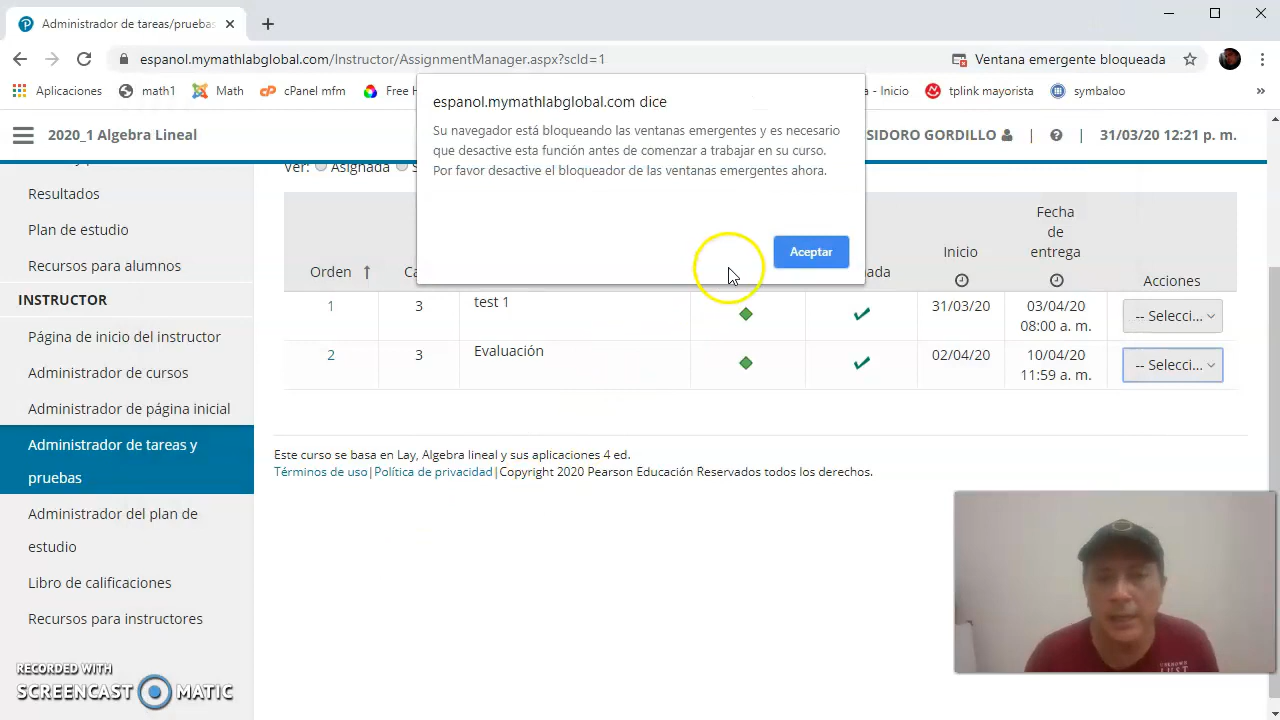 Administrador de tareas/pruebas
espanol.mymathlabglobal.com/Instructor/AssignmentManager.aspx?scId=1
Ventana emergente bloqueada
Aplicaciones math1 Math cPanel mfm Free H - Inicio tplink mayorista symbaloo »
espanol.mymathlabglobal.com dice
Su navegador está bloqueando las ventanas emergentes y es necesario
que desactive esta función antes de comenzar a trabajar en su curso.
Por favor desactive el bloqueador de las ventanas emergentes ahora.
Aceptar
2020_1 Algebra Lineal
SIDORO GORDILLO | ? | 31/03/20 12:21 p. m.
Ver: Asignada S
Resultados
Plan de estudio
Recursos para alumnos
INSTRUCTOR
Página de inicio del instructor
Administrador de cursos
Administrador de página inicial
Administrador de tareas y
pruebas
Administrador del plan de
estudio
Libro de calificaciones
Recursos para instructores
Orden ↑ Ca nada Inicio Fecha
de
entrega
Acciones
1 3 test 1 31/03/20 03/04/20
08:00 a. m.
-- Selecci...
2 3 Evaluación 02/04/20 10/04/20
11:59 a. m.
-- Selecci...
Este curso se basa en Lay, Algebra lineal y sus aplicaciones 4 ed.
Términos de uso|Política de privacidad|Copyright 2020 Pearson Educación Reservados todos los derechos.
RECORDED WITH
SCREENCAST MATIC